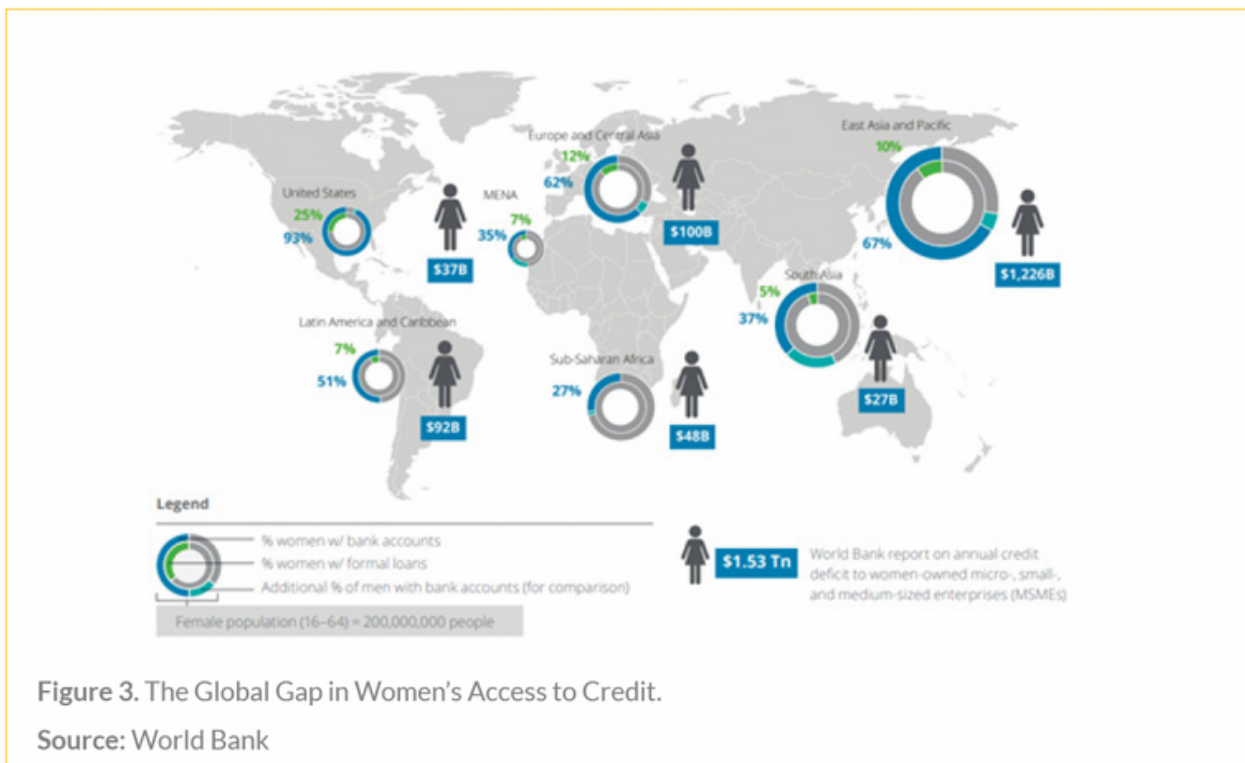 Europe and Central Asia
12%
62%
$100B
East Asia and Pacific
10%
67%
$1,226B
United States
25%
93%
$37B
MENA
7%
35%
South Asia
5%
37%
$27B
Latin America and Caribbean
7%
51%
$92B
Sub-Saharan Africa
27%
$48B
Legend
% women w/ bank accounts
% women w/ formal loans
Additional % of men with bank accounts (for comparison)
Female population (16–64) = 200,000,000 people
$1.53 Tn
World Bank report on annual credit
deficit to women-owned micro-, small-,
and medium-sized enterprises (MSMEs)
Figure 3. The Global Gap in Women’s Access to Credit.
Source: World Bank